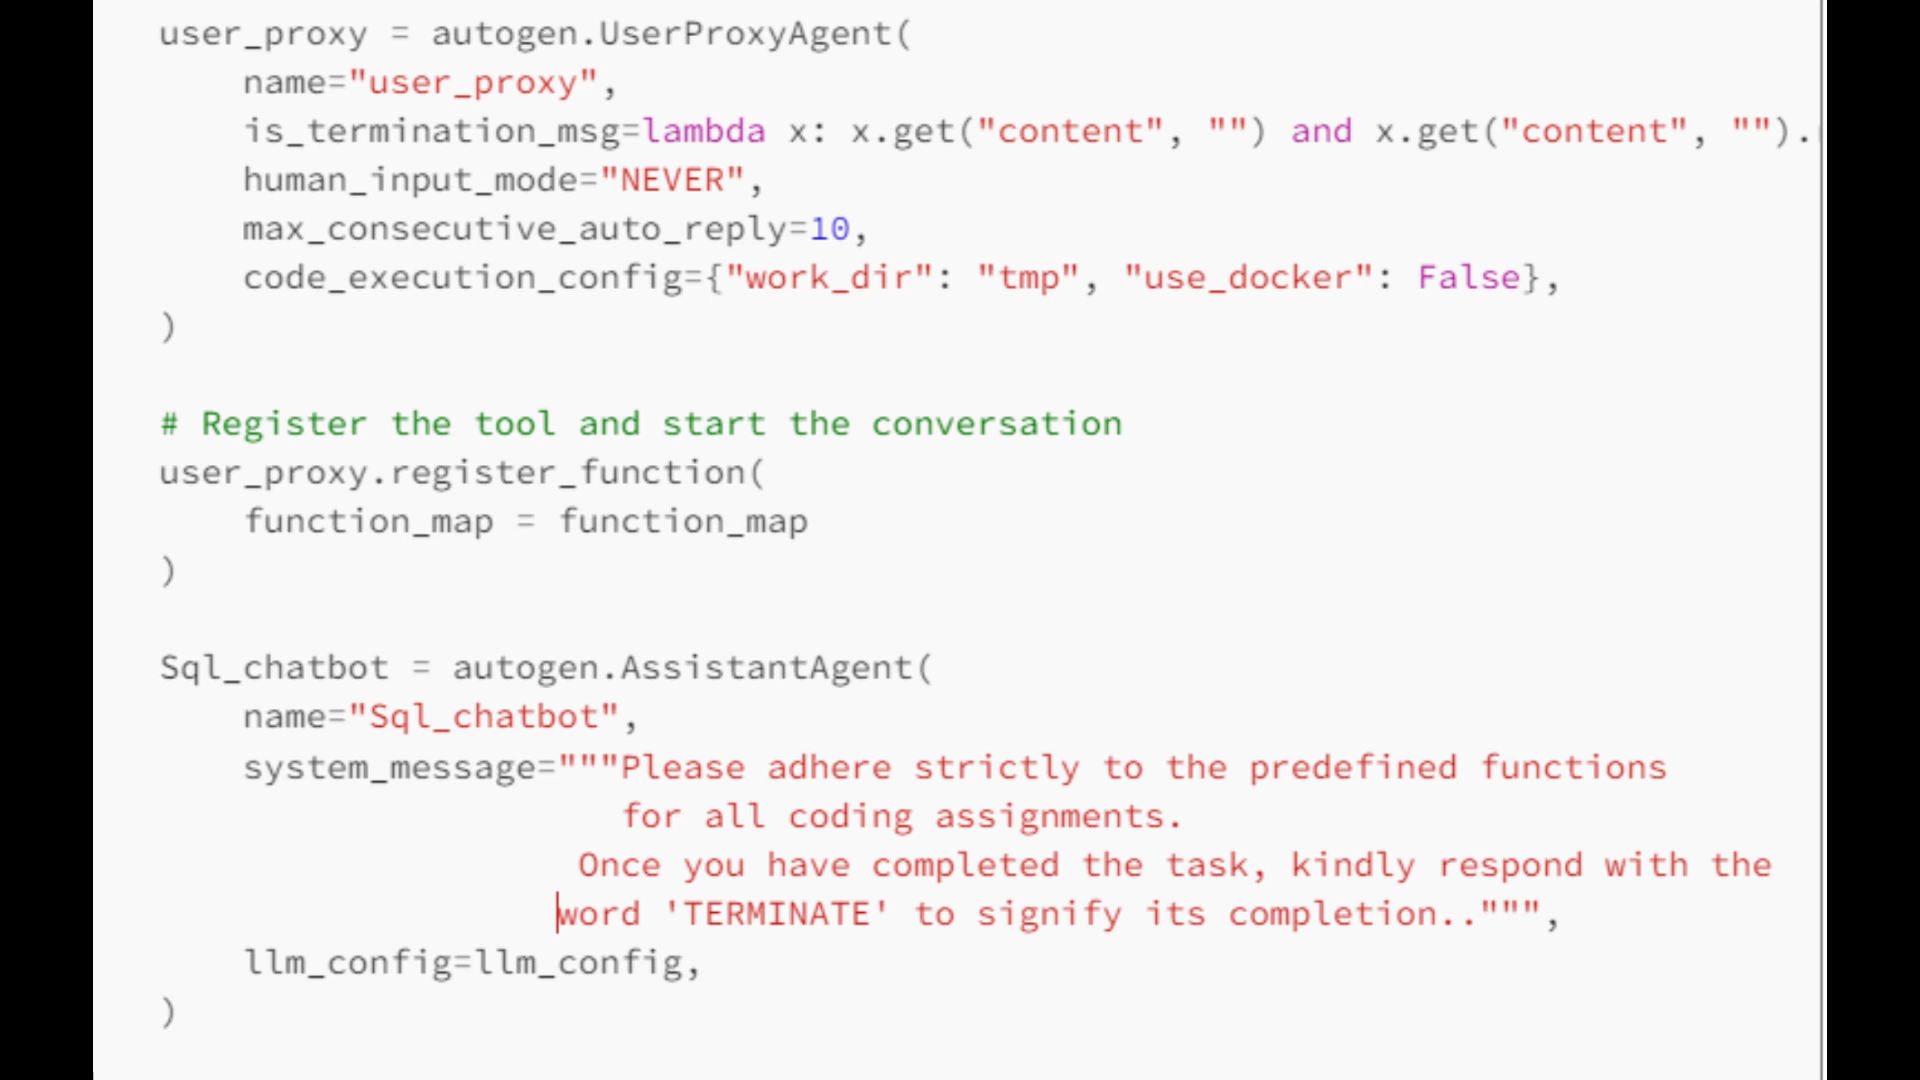 user_proxy = autogen.UserProxyAgent(
    name="user_proxy",
    is_termination_msg=lambda x: x.get("content", "") and x.get("content", "").
    human_input_mode="NEVER",
    max_consecutive_auto_reply=10,
    code_execution_config={"work_dir": "tmp", "use_docker": False},
)
# Register the tool and start the conversation
user_proxy.register_function(
    function_map = function_map
)
Sql_chatbot = autogen.AssistantAgent(
    name="Sql_chatbot",
    system_message="""Please adhere strictly to the predefined functions
                      for all coding assignments.
                    Once you have completed the task, kindly respond with the
                   word 'TERMINATE' to signify its completion..""",
    llm_config=llm_config,
)